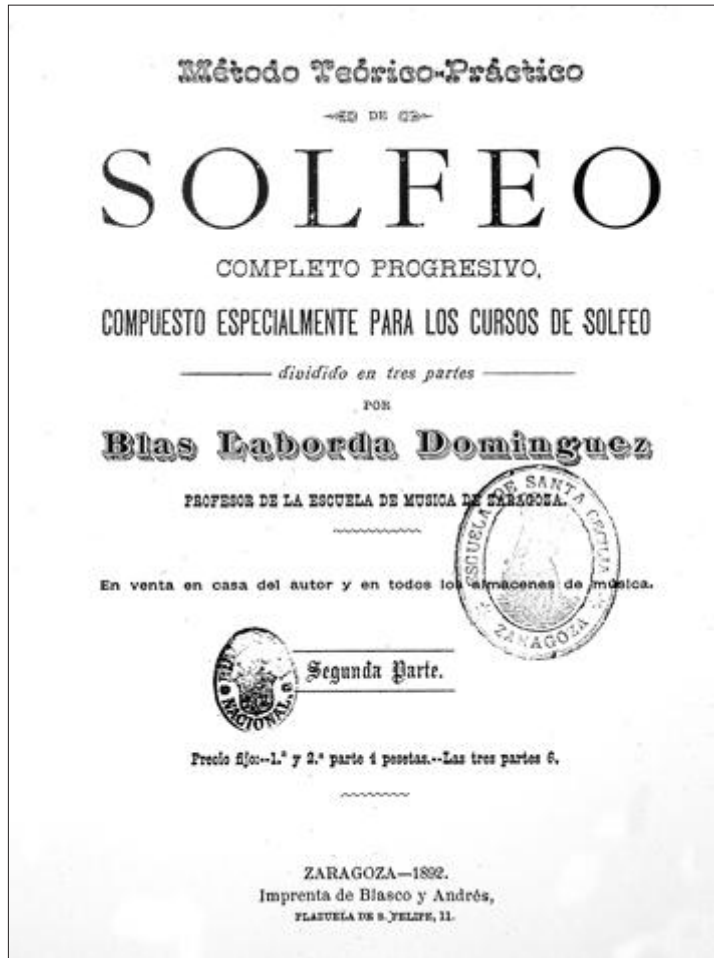 Método Teórico-Práctico
DE
SOLFEO
COMPLETO PROGRESIVO,
COMPUESTO ESPECIALMENTE PARA LOS CURSOS DE SOLFEO
dividido en tres partes
POR
Blas Laborda Dominguez
PROFESOR DE LA ESCUELA DE MUSICA DE ZARAGOZA.
En venta en casa del autor y en todos los almacenes de música.
ESCUELA DE SANTA CECILIA
ZARAGOZA
NACIONAL
Segunda Parte.
Precio fijo:--1.ª y 2.ª parte 4 pesetas.--Las tres partes 6.
ZARAGOZA—1892.
Imprenta de Blasco y Andrés,
PLAZUELA DE S. FELIPE, 11.